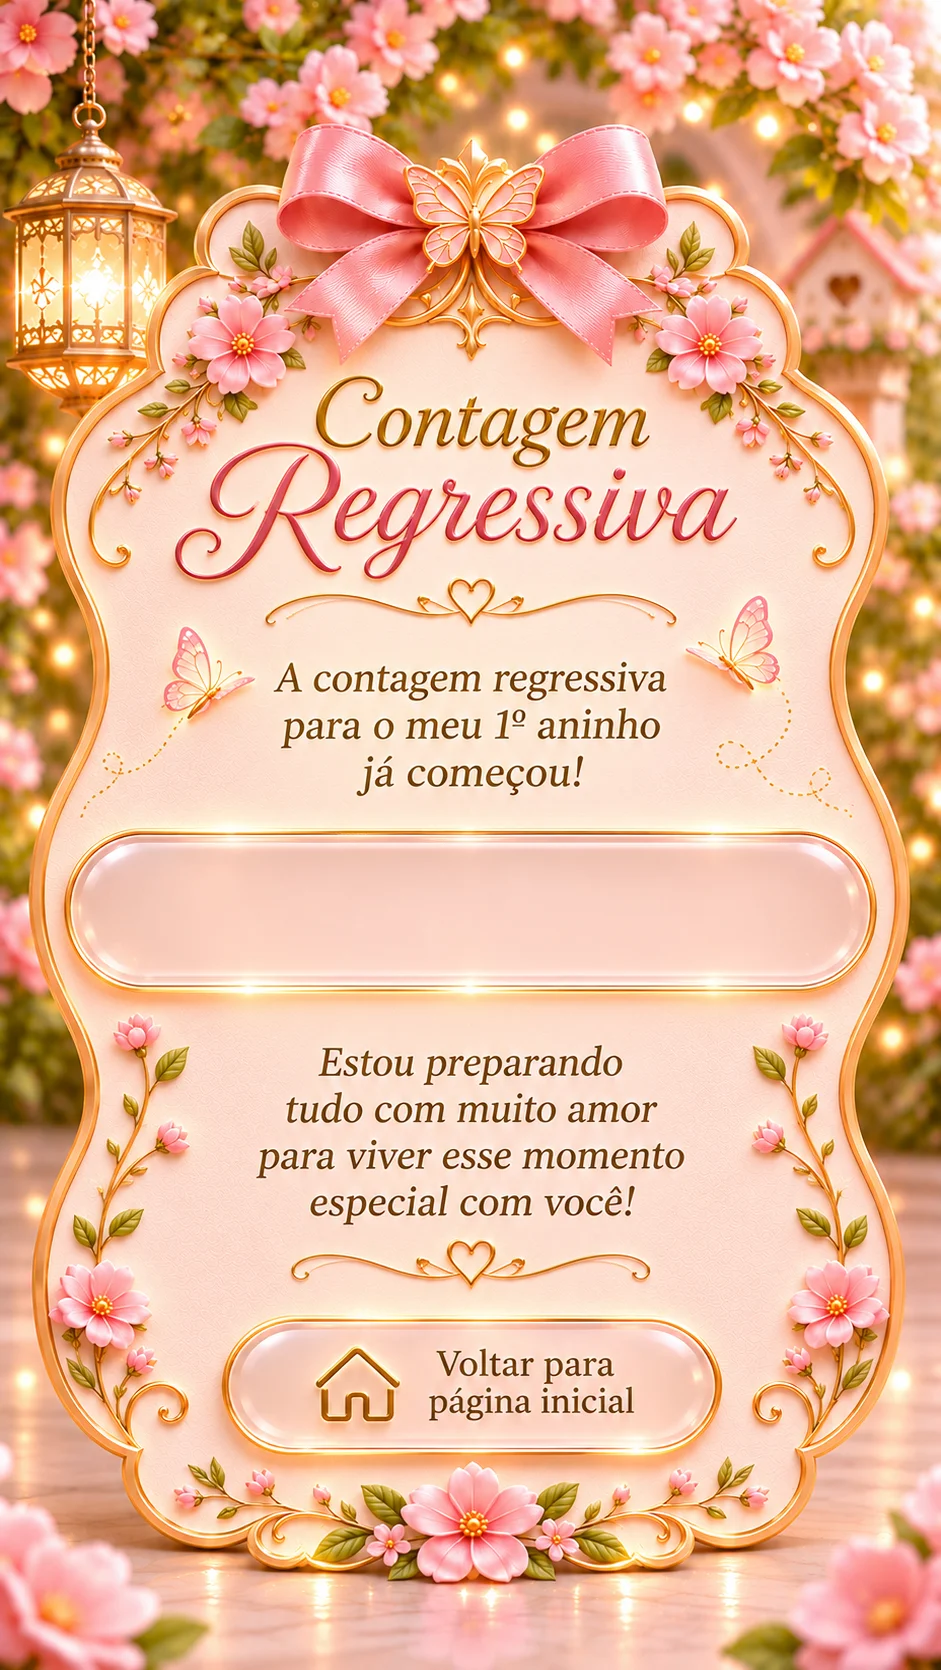 Contagem
Regressiva
A contagem regressiva
para o meu 1º aninho
já começou!
Estou preparando
tudo com muito amor
para viver esse momento
especial com você!
Voltar para
página inicial